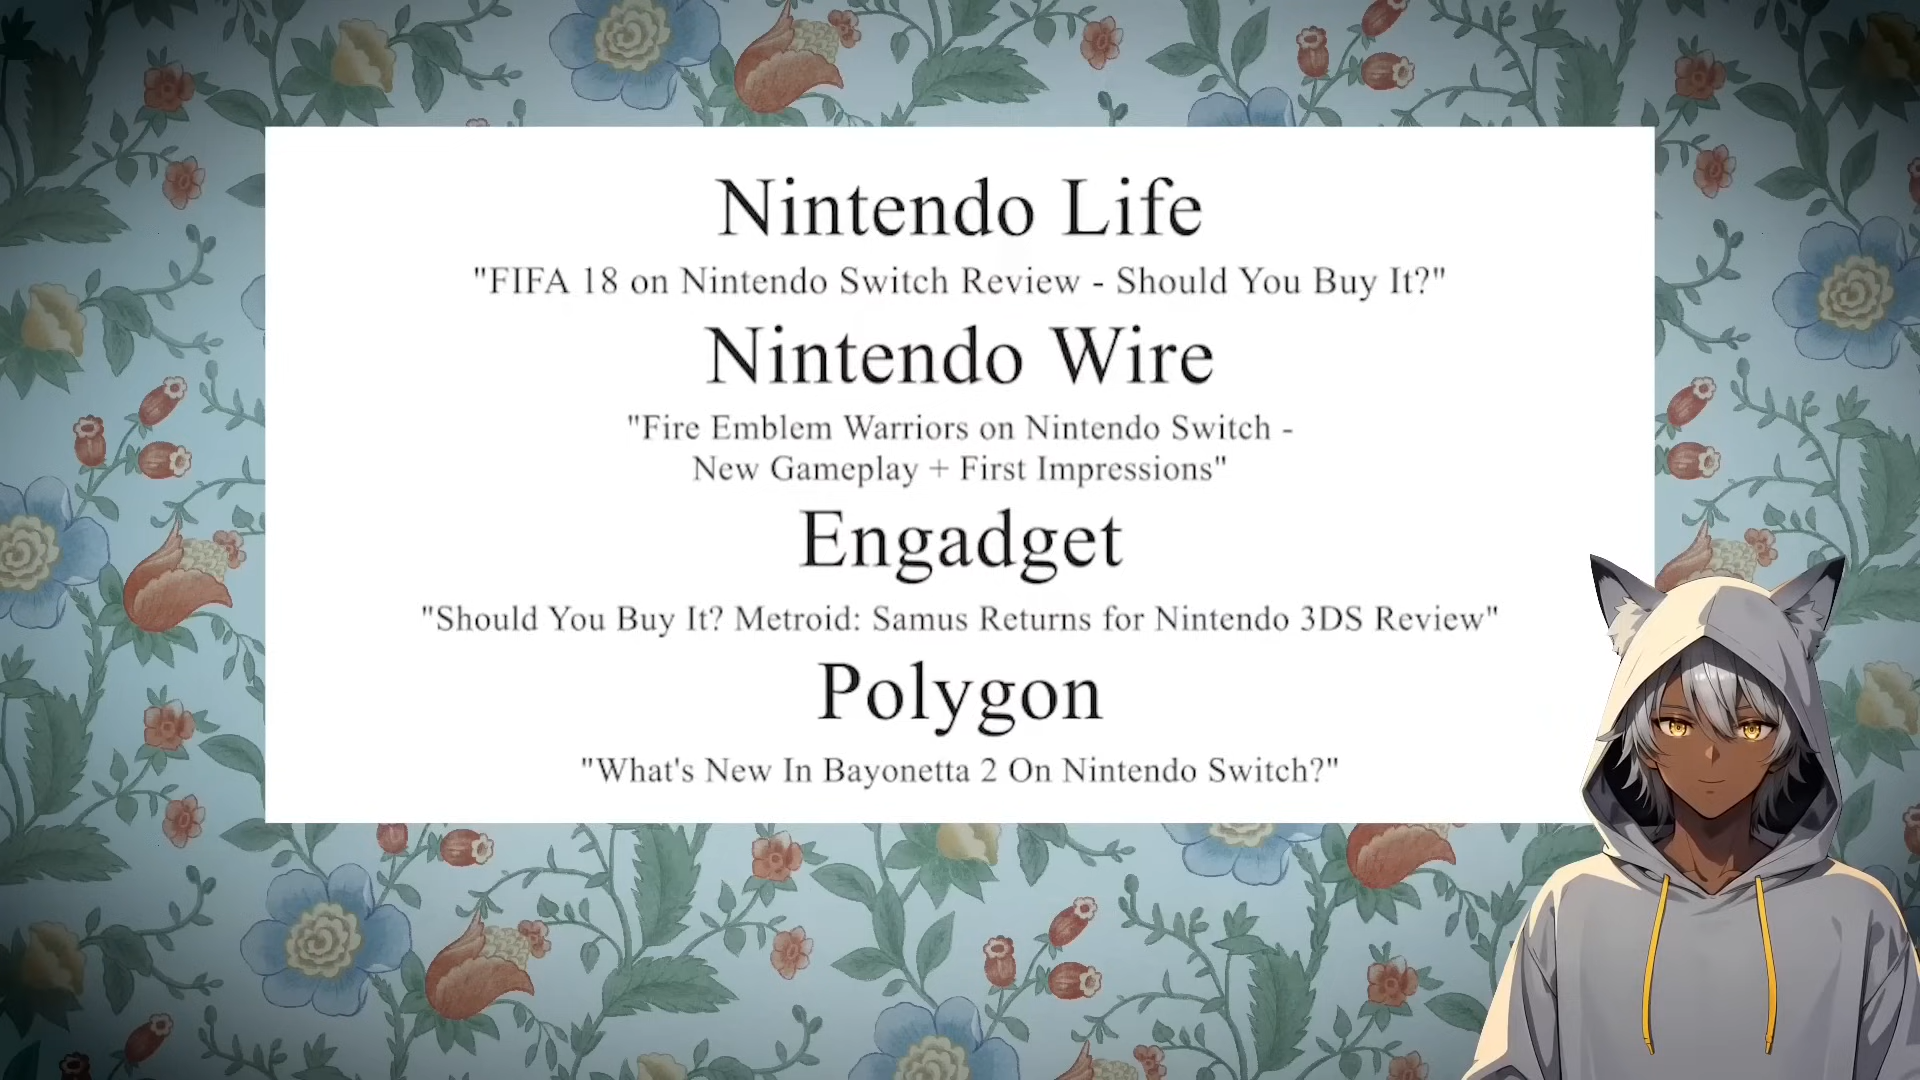 Nintendo Life
"FIFA 18 on Nintendo Switch Review - Should You Buy It?"
Nintendo Wire
"Fire Emblem Warriors on Nintendo Switch -
New Gameplay + First Impressions"
Engadget
"Should You Buy It? Metroid: Samus Returns for Nintendo 3DS Review"
Polygon
"What's New In Bayonetta 2 On Nintendo Switch?"